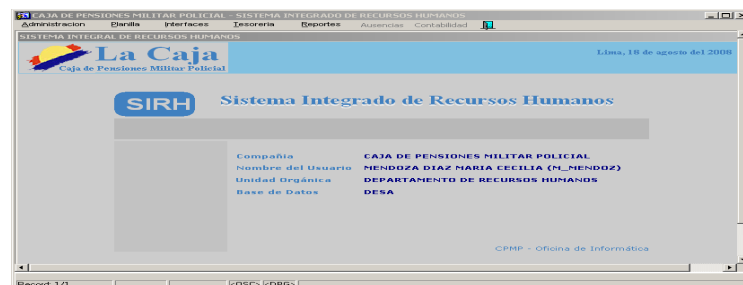 CAJA DE PENSIONES MILITAR POLICIAL - SISTEMA INTEGRADO DE RECURSOS HUMANOS
Administracion Planilla Interfaces Tesoreria Reportes Ausencias Contabilidad
SISTEMA INTEGRAL DE RECURSOS HUMANOS
La Caja
Caja de Pensiones Militar Policial
Lima, 18 de agosto del 2008
SIRH Sistema Integrado de Recursos Humanos
Compañía CAJA DE PENSIONES MILITAR POLICIAL
Nombre del Usuario MENDOZA DIAZ MARIA CECILIA (M_MENDOZ)
Unidad Orgánica DEPARTAMENTO DE RECURSOS HUMANOS
Base de Datos DESA
CPMP - Oficina de Informática
Record: 1/1 <OSC> <DBG>